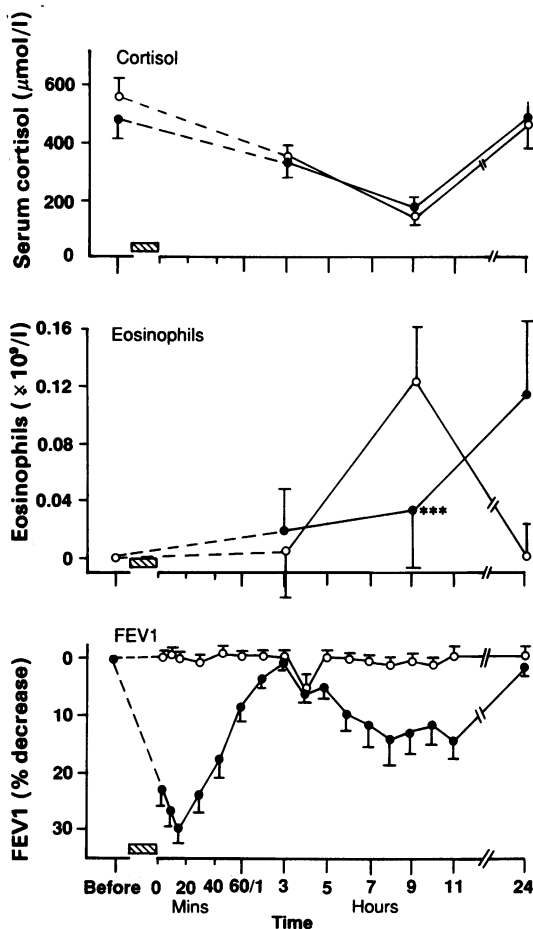 Cortisol
Serum cortisol (μmol/l)
600
400
200
0
Eosinophils
Eosinophils (×10⁹/l)
0.16
0.12
0.08
0.04
0
***
FEV1
FEV1 (% decrease)
0
10
20
30
Before 0 20 40 60/1 3 5 7 9 11 24
Mins Hours
Time